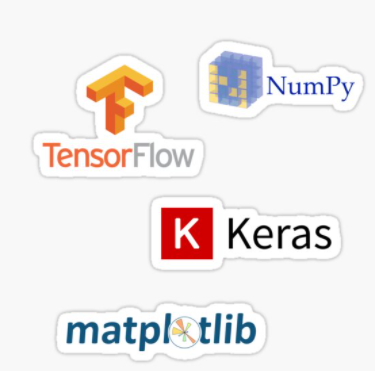 NumPy
TensorFlow
K Keras
matplotlib